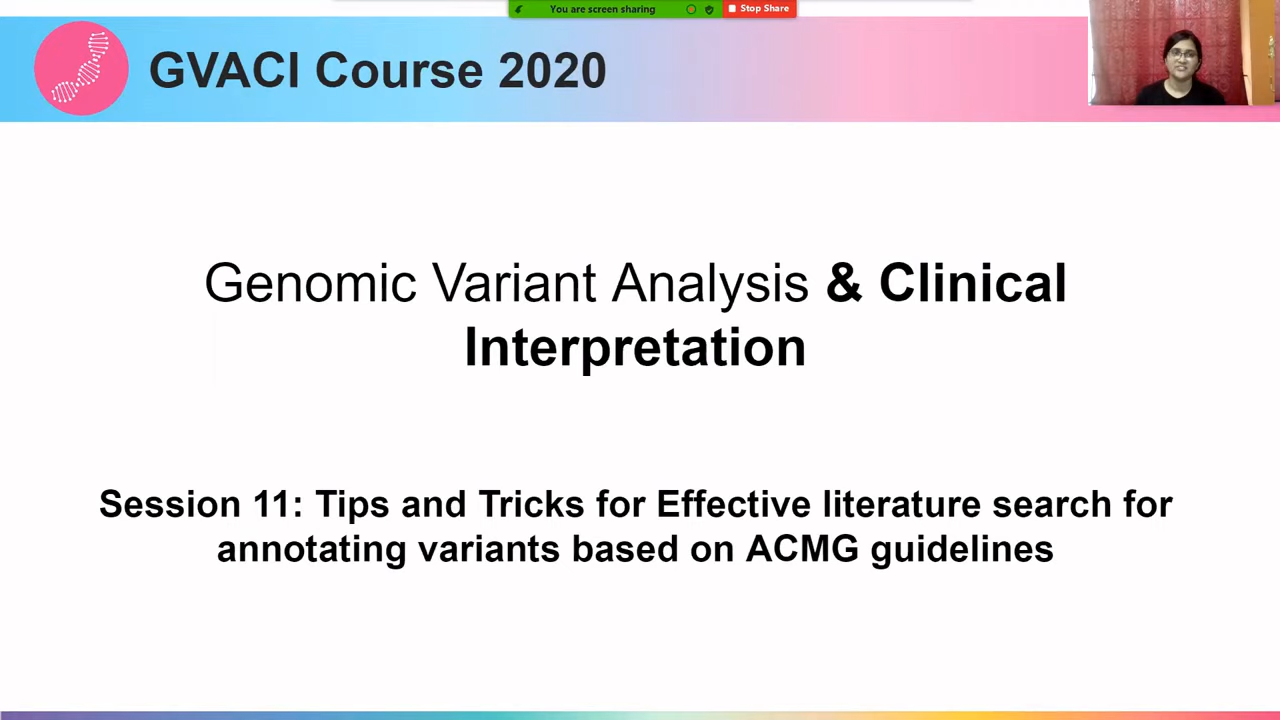 You are screen sharing
Stop Share
GVACI Course 2020
Genomic Variant Analysis & Clinical
Interpretation
Session 11: Tips and Tricks for Effective literature search for
annotating variants based on ACMG guidelines